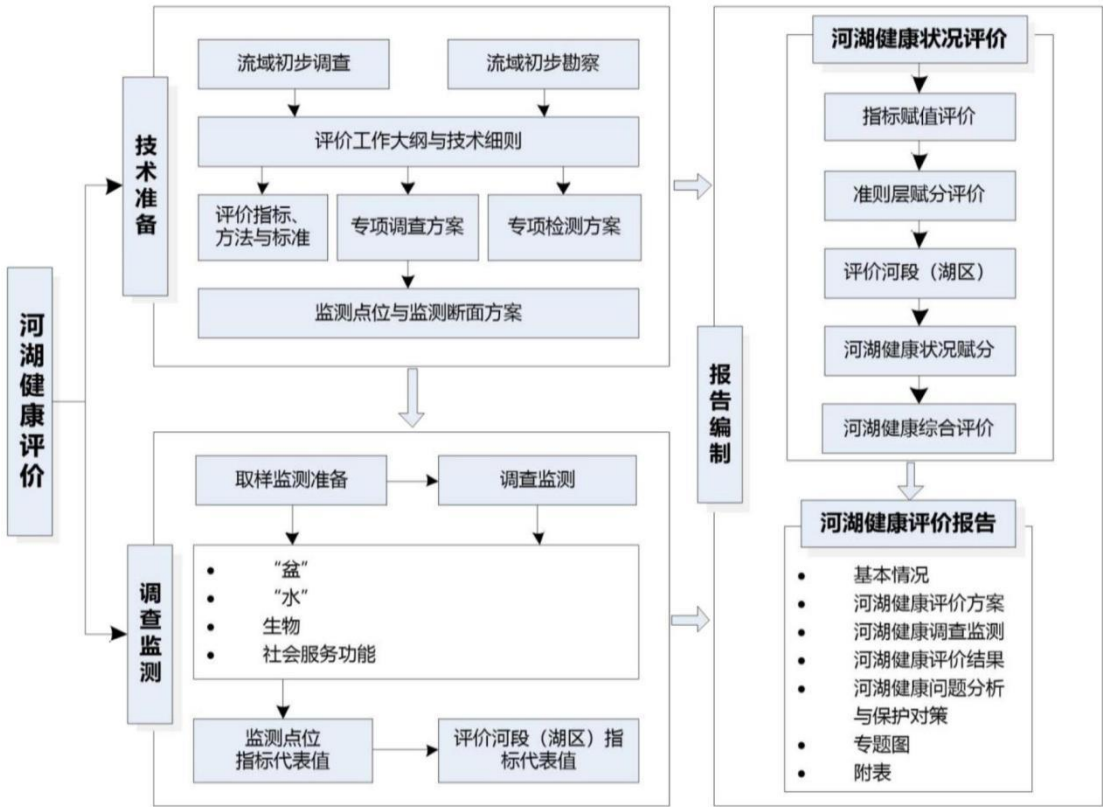 河湖健康评价
技术准备
流域初步调查
流域初步勘察
评价工作大纲与技术细则
评价指标、
方法与标准
专项调查方案
专项检测方案
监测点位与监测断面方案
调查监测
取样监测准备
调查监测
“盆”
“水”
生物
社会服务功能
监测点位
指标代表值
评价河段（湖区）指
标代表值
报告编制
河湖健康状况评价
指标赋值评价
准则层赋分评价
评价河段（湖区）
河湖健康状况赋分
河湖健康综合评价
河湖健康评价报告
基本情况
河湖健康评价方案
河湖健康调查监测
河湖健康评价结果
河湖健康问题分析
与保护对策
专题图
附表